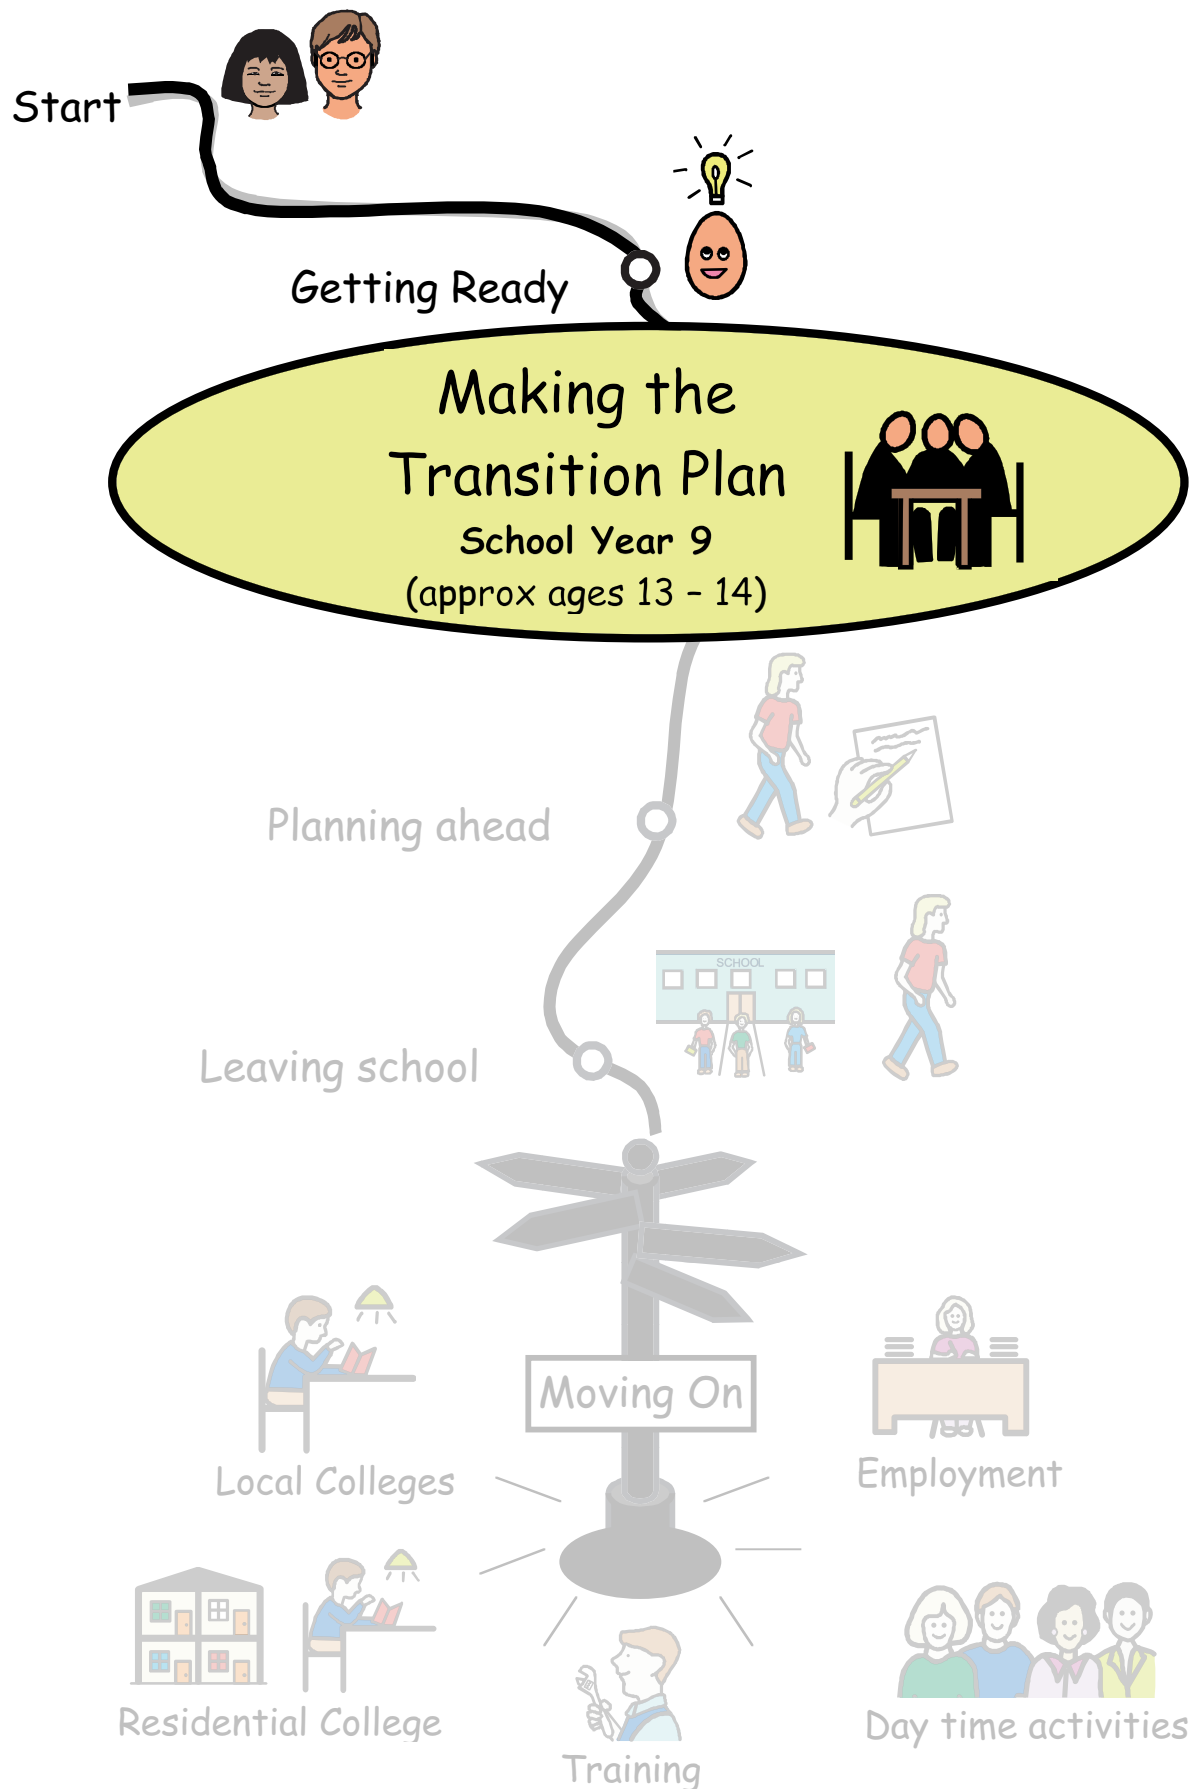 Start
Getting Ready
Making the
Transition Plan
School Year 9
(approx ages 13 – 14)
Planning ahead
SCHOOL
Leaving school
Moving On
Local Colleges
Employment
Residential College
Day time activities
Training